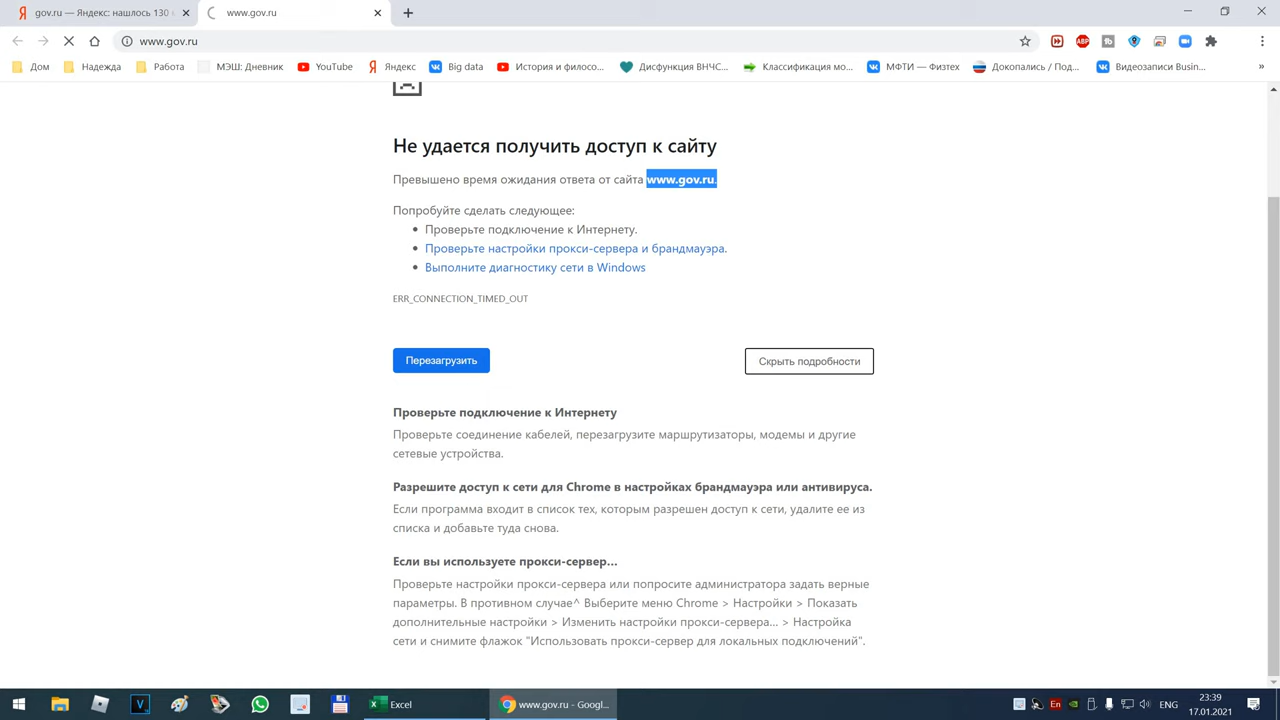 gov.ru — Яндекс: нашлось 130 м
www.gov.ru
www.gov.ru
Дом
Надежда
Работа
МЭШ: Дневник
YouTube
Яндекс
Big data
История и филосо...
Дисфункция ВНЧС...
Классификация мо...
МФТИ — Физтех
Докопались / Под...
Видеозаписи Busin...
»
Не удается получить доступ к сайту
Превышено время ожидания ответа от сайта www.gov.ru.
Попробуйте сделать следующее:
Проверьте подключение к Интернету.
Проверьте настройки прокси-сервера и брандмауэра.
Выполните диагностику сети в Windows
ERR_CONNECTION_TIMED_OUT
Перезагрузить
Скрыть подробности
Проверьте подключение к Интернету
Проверьте соединение кабелей, перезагрузите маршрутизаторы, модемы и другие
сетевые устройства.
Разрешите доступ к сети для Chrome в настройках брандмауэра или антивируса.
Если программа входит в список тех, которым разрешен доступ к сети, удалите ее из
списка и добавьте туда снова.
Если вы используете прокси-сервер...
Проверьте настройки прокси-сервера или попросите администратора задать верные
параметры. В противном случае^ Выберите меню Chrome > Настройки > Показать
дополнительные настройки > Изменить настройки прокси-сервера... > Настройка
сети и снимите флажок "Использовать прокси-сервер для локальных подключений".
Excel
www.gov.ru - Googl...
En
ENG
23:39
17.01.2021